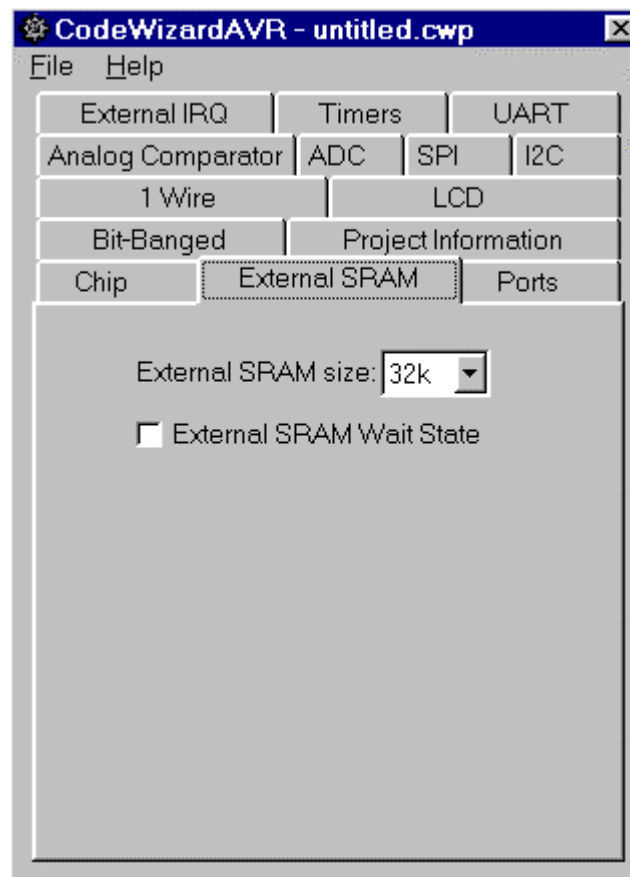 CodeWizardAVR - untitled.cwp
File Help
External IRQ Timers UART
Analog Comparator ADC SPI I2C
1 Wire LCD
Bit-Banged Project Information
Chip External SRAM Ports
External SRAM size: 32k
External SRAM Wait State